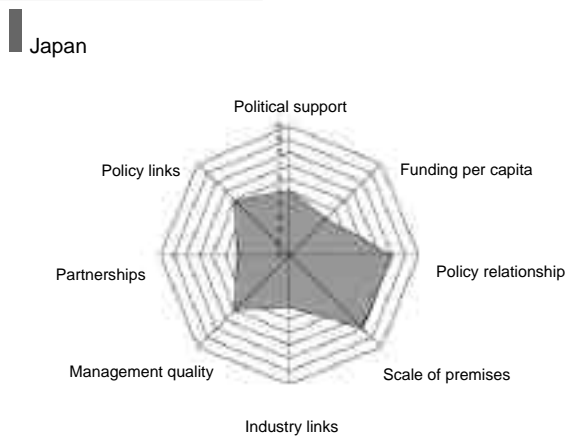 Japan
Political support
Policy links
Funding per capita
Partnerships
Policy relationship
Management quality
Scale of premises
Industry links